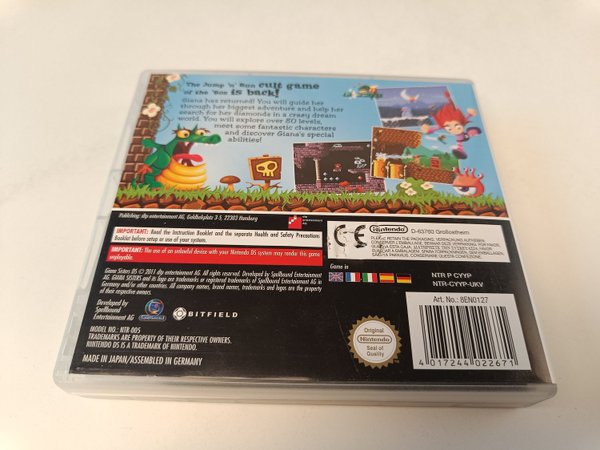 The Jump 'n' Run cult game
of the '80s is back!
Giana has returned! You will guide her
through her biggest adventure and help her
search for her diamonds in a crazy dream
world. You will explore over 80 levels,
meet some fantastic characters
and discover Giana's special
abilities!
Publishing: dtp entertainment AG, Goldbekplatz 3-5, 22303 Hamburg
IMPORTANT: Read the Instruction Booklet and the separate Health and Safety Precautions
Booklet before setup or use of your system.
IMPORTANT: The use of an unlawful device with your Nintendo DS system may render this game
unplayable.
Giana Sisters DS © 2011 dtp entertainment AG. All rights reserved. Developed by Spellbound Entertainment
AG. GIANA SISTERS and its logo are trademarks or registered trademarks of Spellbound Entertainment AG in
Germany and/or other countries. All company names, brand names, trademarks and logos are the property
of their respective owners.
Developed by
Spellbound
Entertainment AG
BITFIELD
MODEL NO.: NTR-005
TRADEMARKS ARE PROPERTY OF THEIR RESPECTIVE OWNERS.
NINTENDO DS IS A TRADEMARK OF NINTENDO.
MADE IN JAPAN/ASSEMBLED IN GERMANY
CE
Nintendo
D-63760 Großostheim
PLEASE RETAIN THIS PACKAGING.
Game in
NTR P CYYP
NTR-CYYP-UKV
Art. No.: 8EN0127
Original
Nintendo
Seal of
Quality
4 017244 022671